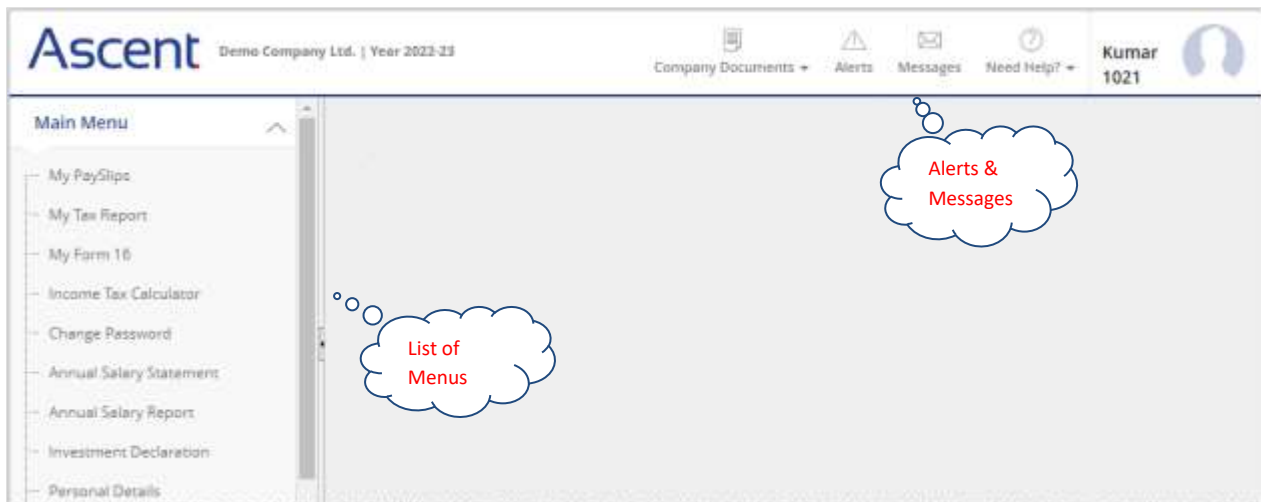 Ascent Demo Company Ltd. | Year 2022-23
Company Documents
Alerts
Messages
Need Help?
Kumar
1021
Main Menu
My PaySlips
My Tax Report
My Form 16
Income Tax Calculator
Change Password
Annual Salary Statement
Annual Salary Report
Investment Declaration
Personal Details
Alerts &
Messages
List of
Menus